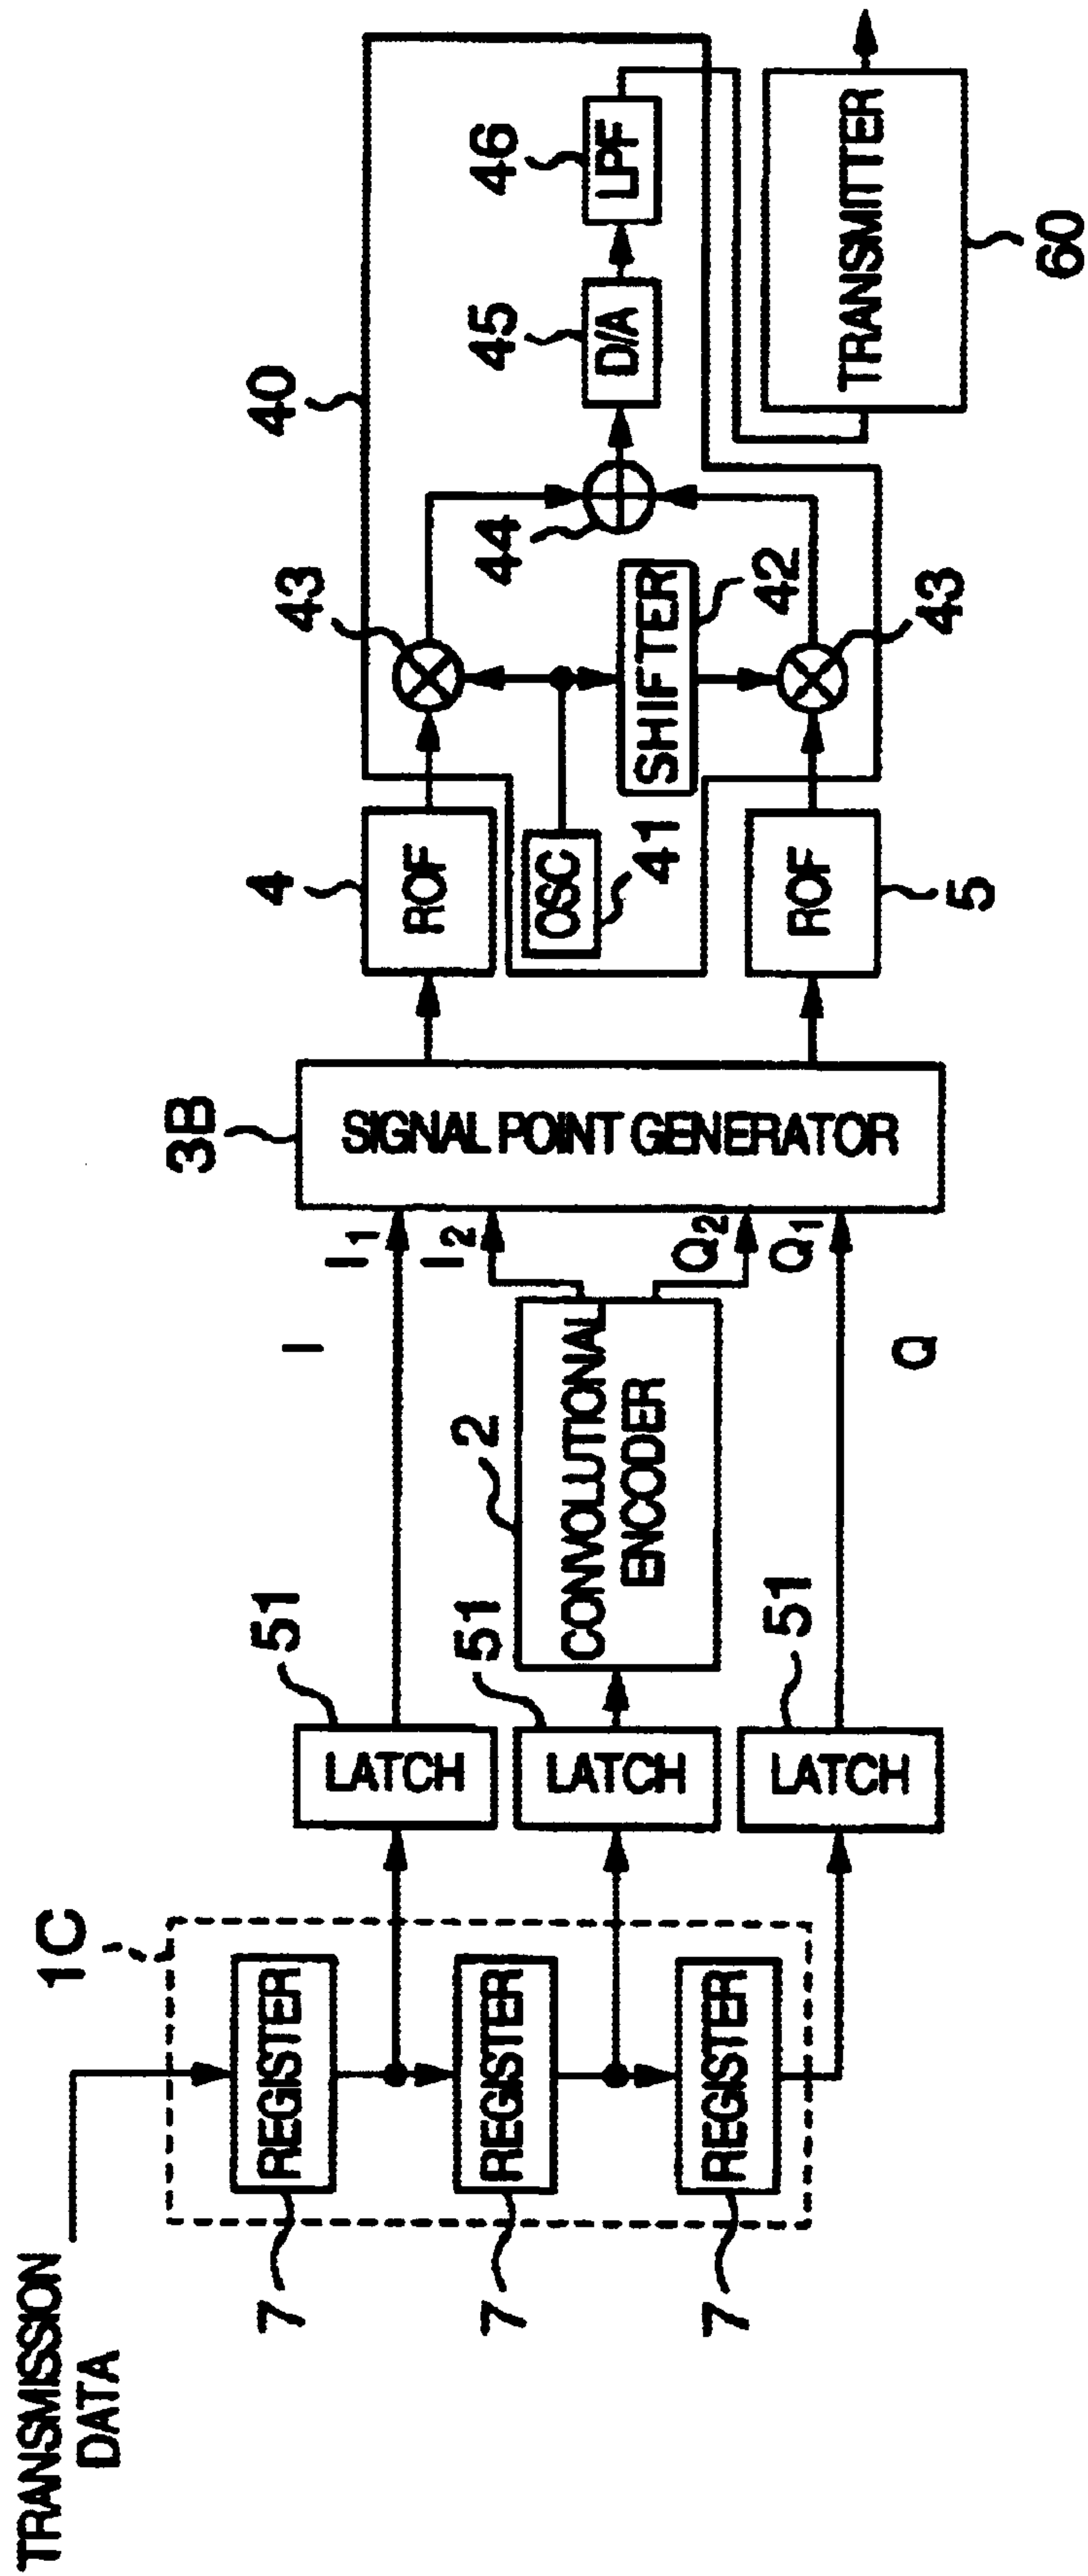 TRANSMISSION
DATA
1C
REGISTER
7
REGISTER
7
REGISTER
7
LATCH
51
LATCH
51
LATCH
51
I
CONVOLUTIONAL
ENCODER
2
Q
I1
I2
Q2
Q1
SIGNAL POINT GENERATOR
3B
ROF
4
ROF
5
OSC
41
40
43
SHIFTER
42
43
44
D/A
45
LPF
46
TRANSMITTER
60